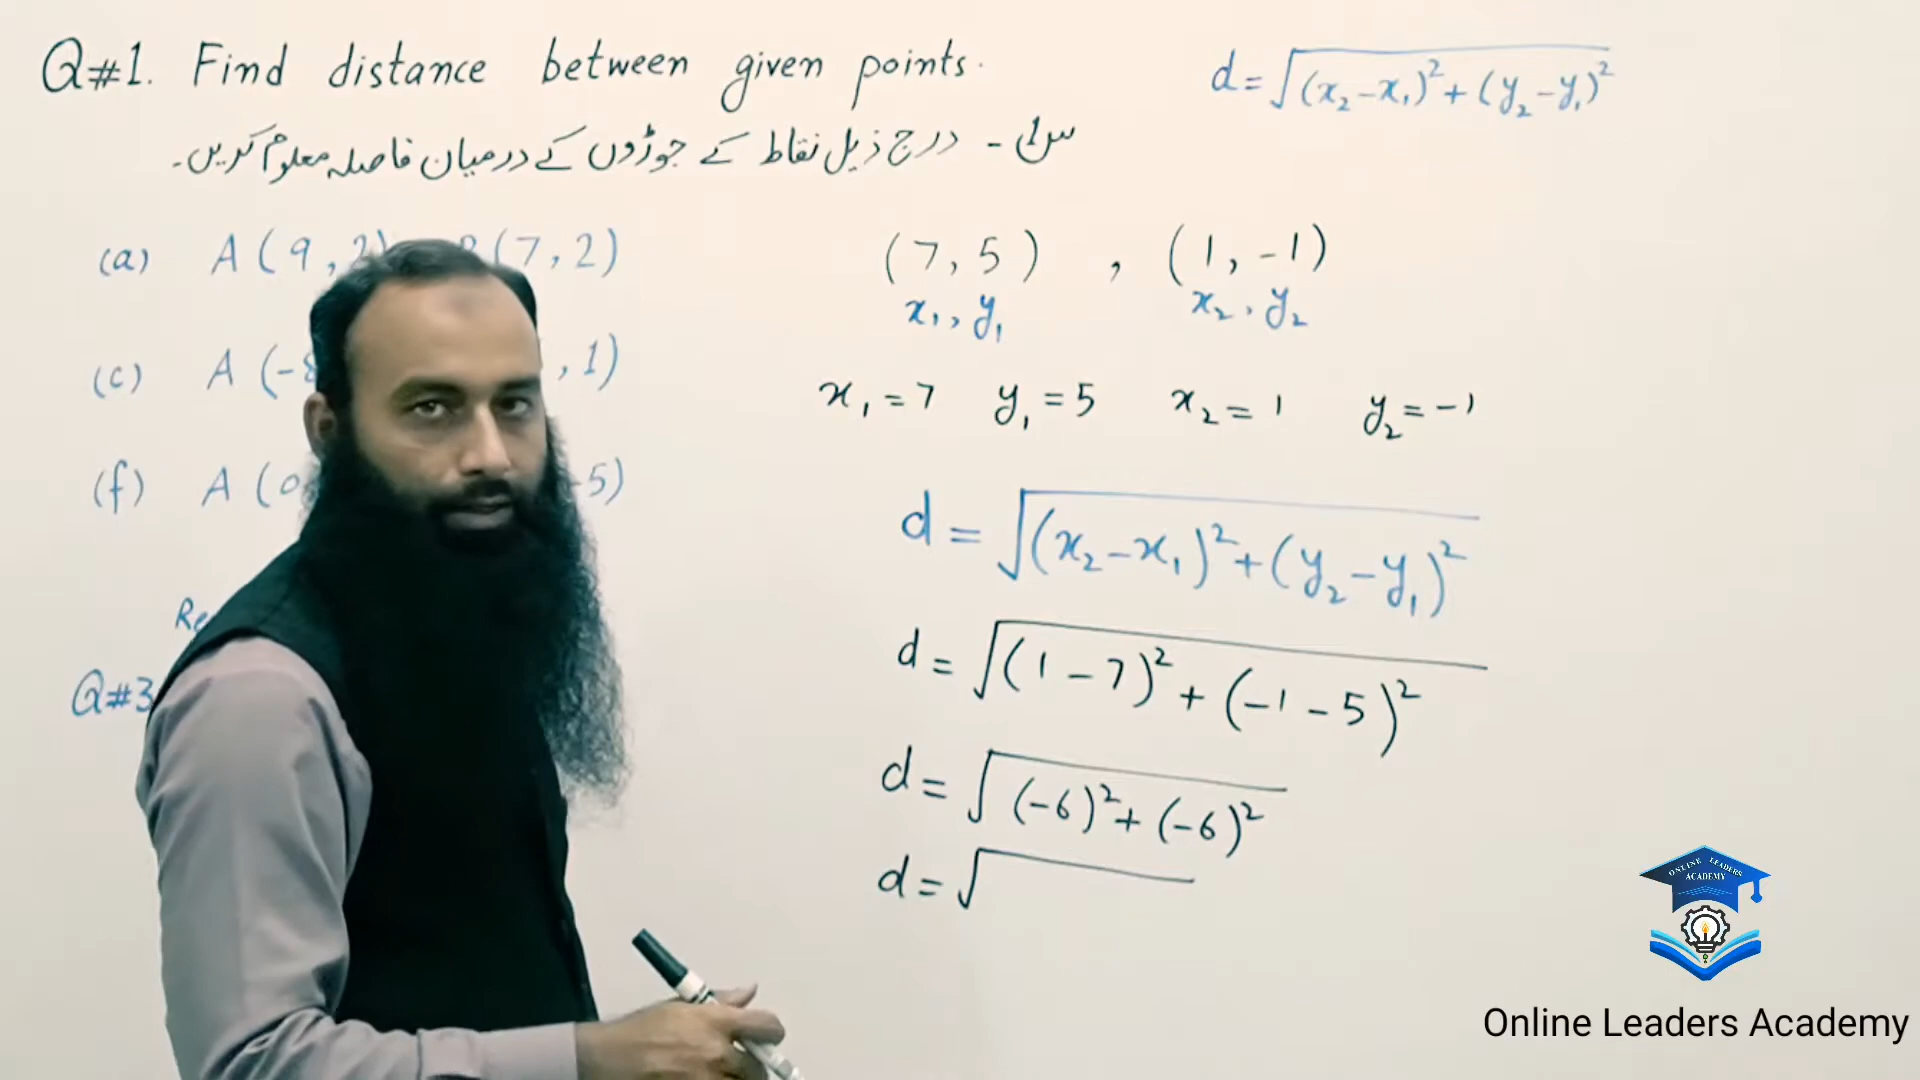 Q#1. Find distance between given points.
d=√(x₂-x₁)²+(y₂-y₁)²
س1 - درج ذیل نقاط کے جوڑوں کے درمیان فاصلہ معلوم کریں۔
(a) A (9, 2) (7, 2)
(c) A (- , 1)
(f) A (0 -5)
Q#3
(7, 5) , (1, -1)
x₁, y₁ x₂, y₂
x₁ = 7 y₁ = 5 x₂ = 1 y₂ = -1
d = √(x₂-x₁)²+(y₂-y₁)²
d = √(1-7)²+(-1-5)²
d = √(-6)²+(-6)²
d = √
ONLINE LEADERS
ACADEMY
Online Leaders Academy